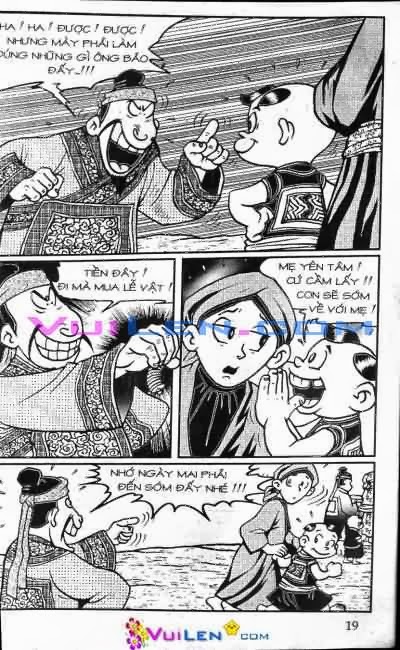 HA! HA! ĐƯỢC! ĐƯỢC!
NHƯNG MÀY PHẢI LÀM
ĐÚNG NHỮNG GÌ ÔNG BẢO
ĐẤY...!!!
TIỀN ĐÂY!
ĐI MÀ MUA LỄ VẬT!
MẸ YÊN TÂM!
CỨ CẦM LẤY!!
CON SẼ SỚM
VỀ VỚI MẸ!
VuiLen.com
NHỚ NGÀY MAI PHẢI
ĐẾN SỚM ĐẤY NHÉ!!!
19
VuiLen.com